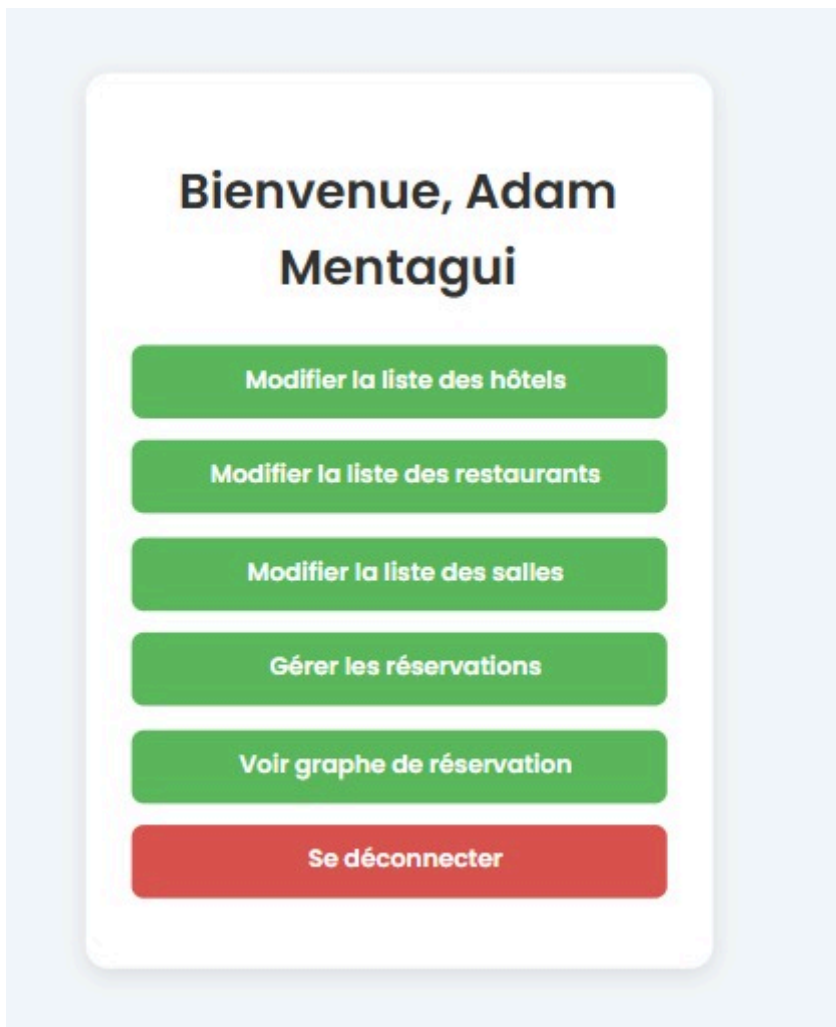 Bienvenue, Adam
Mentagui
Modifier la liste des hôtels
Modifier la liste des restaurants
Modifier la liste des salles
Gérer les réservations
Voir graphe de réservation
Se déconnecter